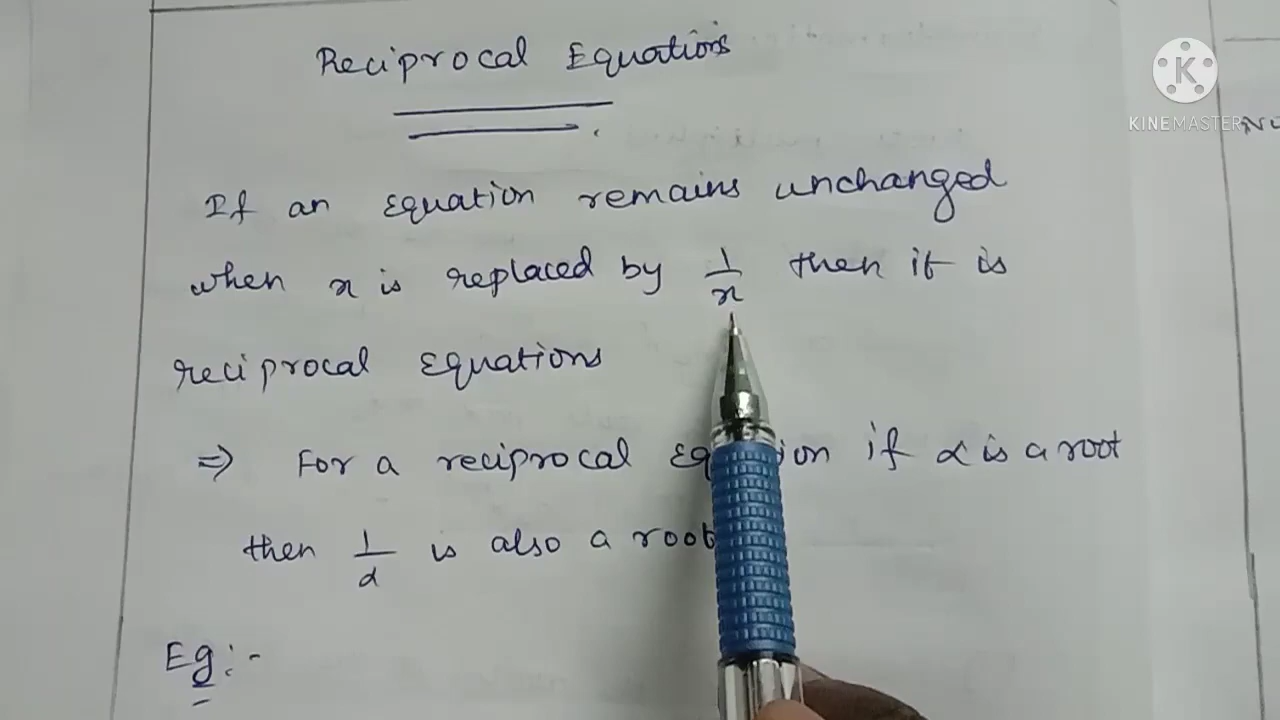 Reciprocal Equations
If an Equation remains unchanged
when x is replaced by 1/x then it is
reciprocal Equations
⇒ For a reciprocal Eq ion if α is a root
then 1/α is also a root
Eg:-
K
KINEMASTER